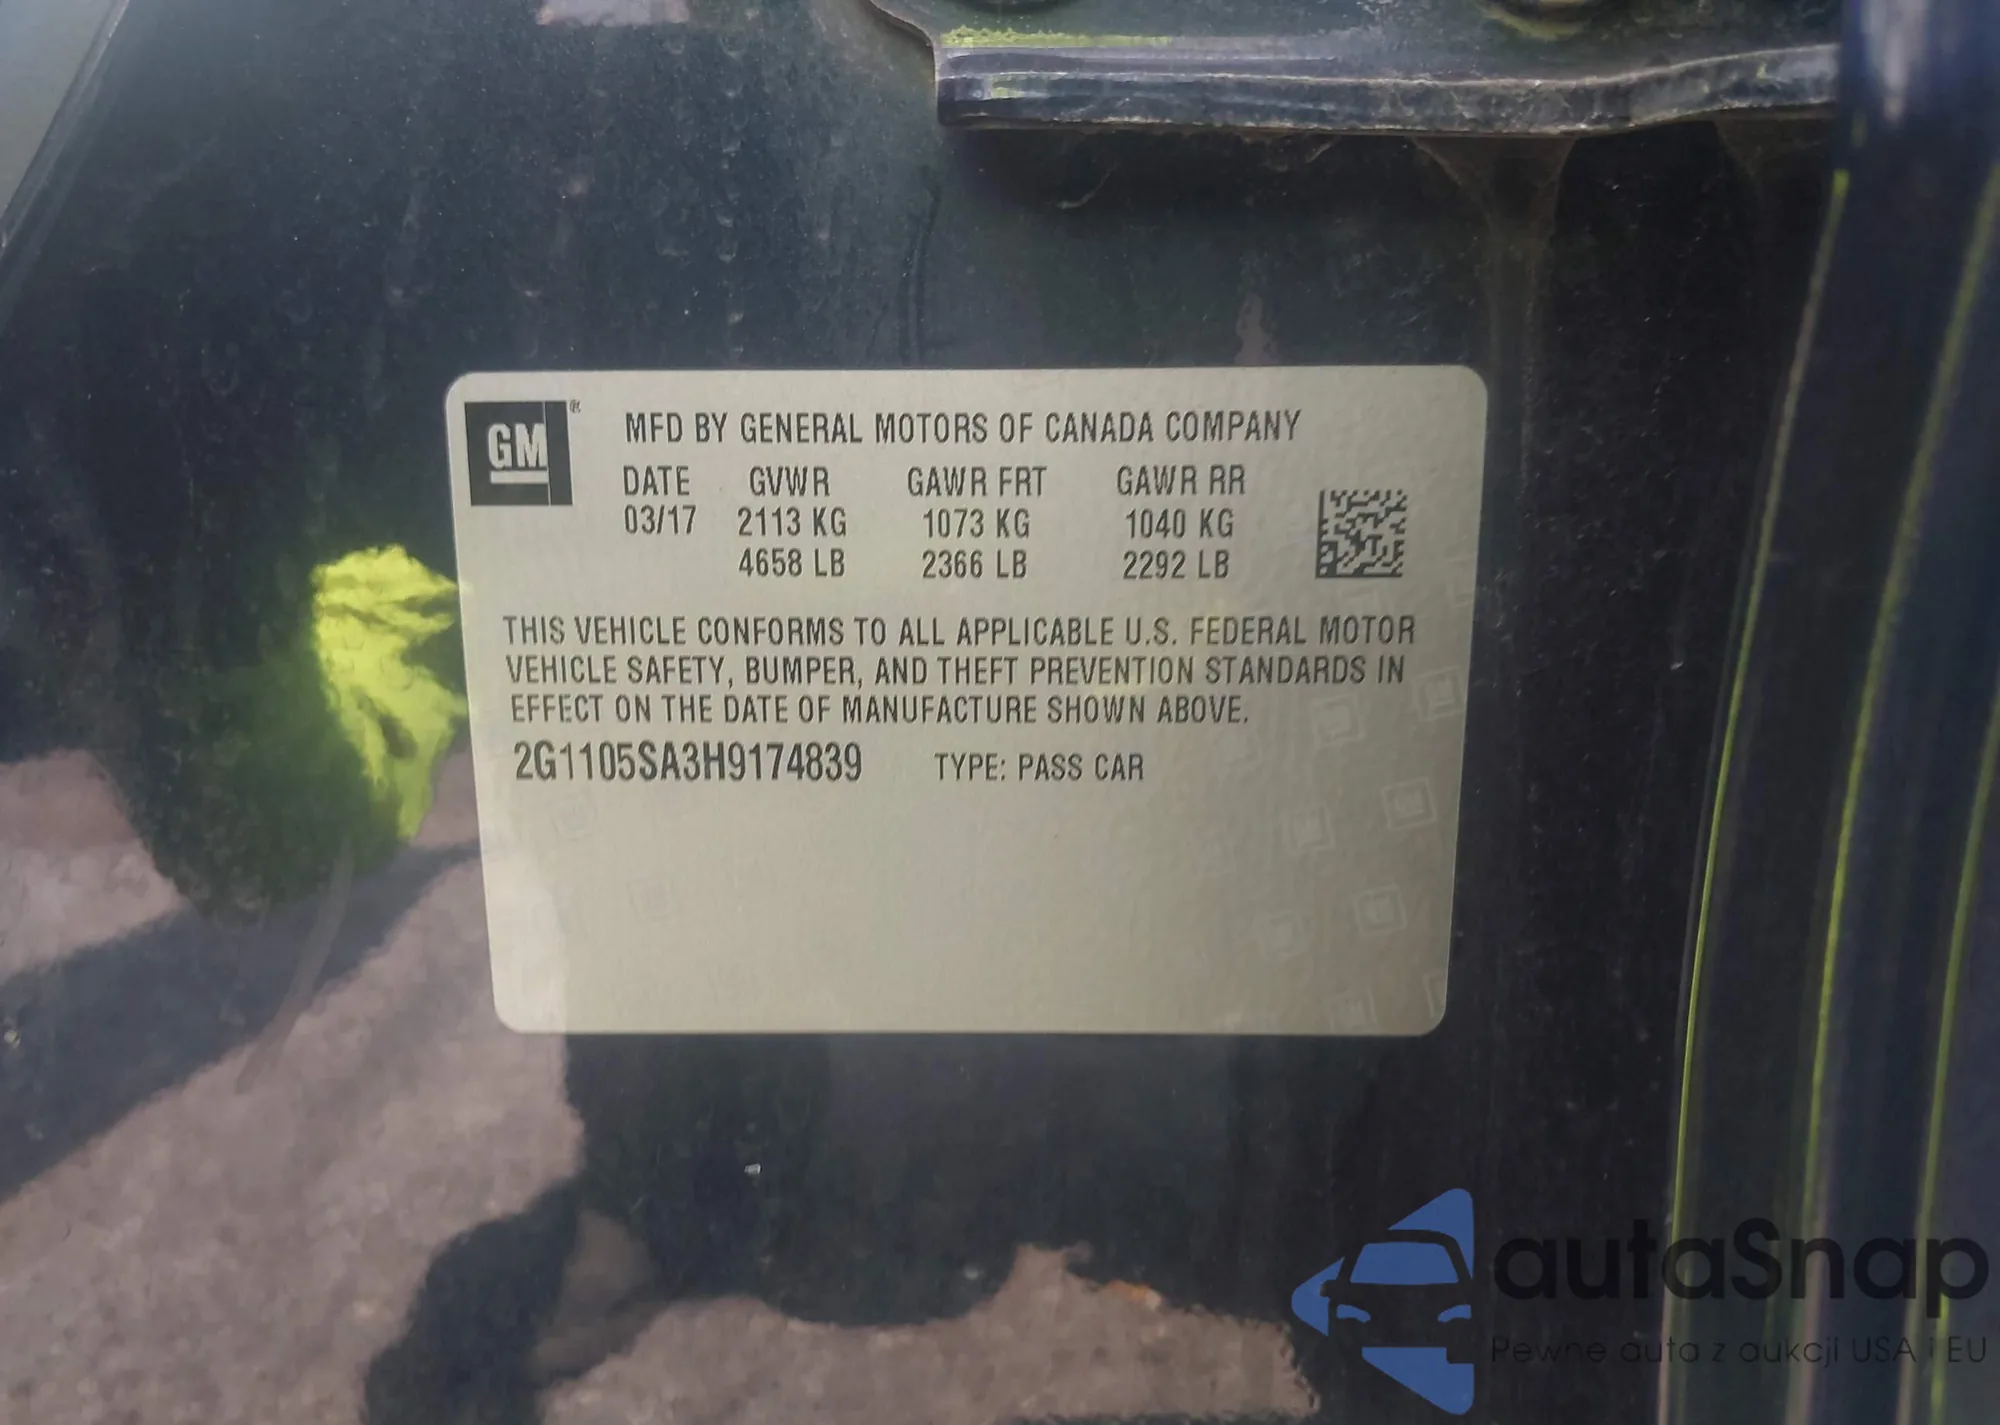 GM®
MFD BY GENERAL MOTORS OF CANADA COMPANY
DATE GVWR GAWR FRT GAWR RR
03/17 2113 KG 1073 KG 1040 KG
4658 LB 2366 LB 2292 LB
THIS VEHICLE CONFORMS TO ALL APPLICABLE U.S. FEDERAL MOTOR
VEHICLE SAFETY, BUMPER, AND THEFT PREVENTION STANDARDS IN
EFFECT ON THE DATE OF MANUFACTURE SHOWN ABOVE.
2G1105SA3H9174839 TYPE: PASS CAR
autaSnap
Pewne auta z aukcji USA i EU